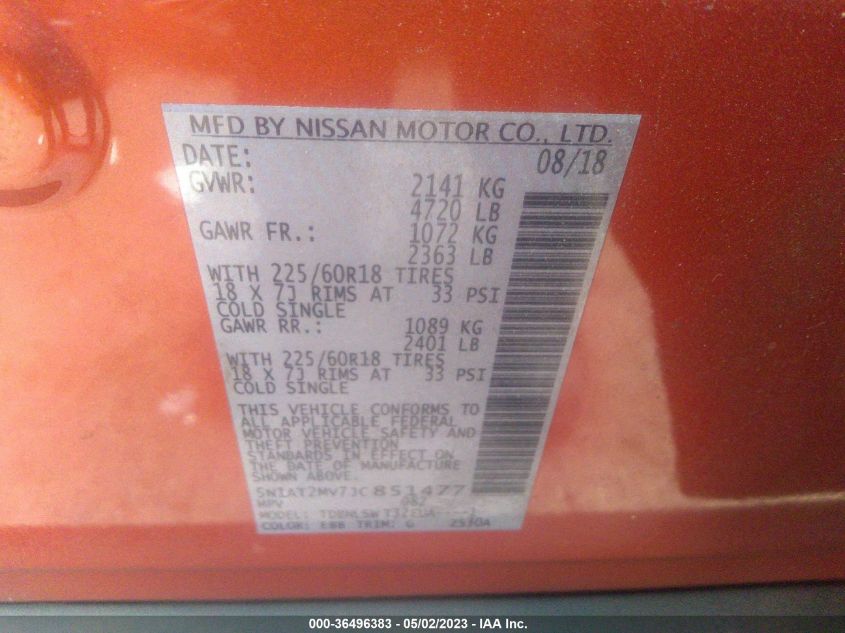 MFD BY NISSAN MOTOR CO., LTD.
DATE: 08/18
GVWR: 2141 KG
4720 LB
GAWR FR.: 1072 KG
2363 LB
WITH 225/60R18 TIRES
18 X 7J RIMS AT 33 PSI
COLD SINGLE
GAWR RR.: 1089 KG
2401 LB
WITH 225/60R18 TIRES
18 X 7J RIMS AT 33 PSI
COLD SINGLE
THIS VEHICLE CONFORMS TO
ALL APPLICABLE FEDERAL
MOTOR VEHICLE SAFETY AND
THEFT PREVENTION
STANDARDS IN EFFECT ON
THE DATE OF MANUFACTURE
SHOWN ABOVE.
5N1AT2MV7JC851477
MPV
MODEL:
COLOR: EBB TRIM: G
000-36496383 - 05/02/2023 - IAA Inc.